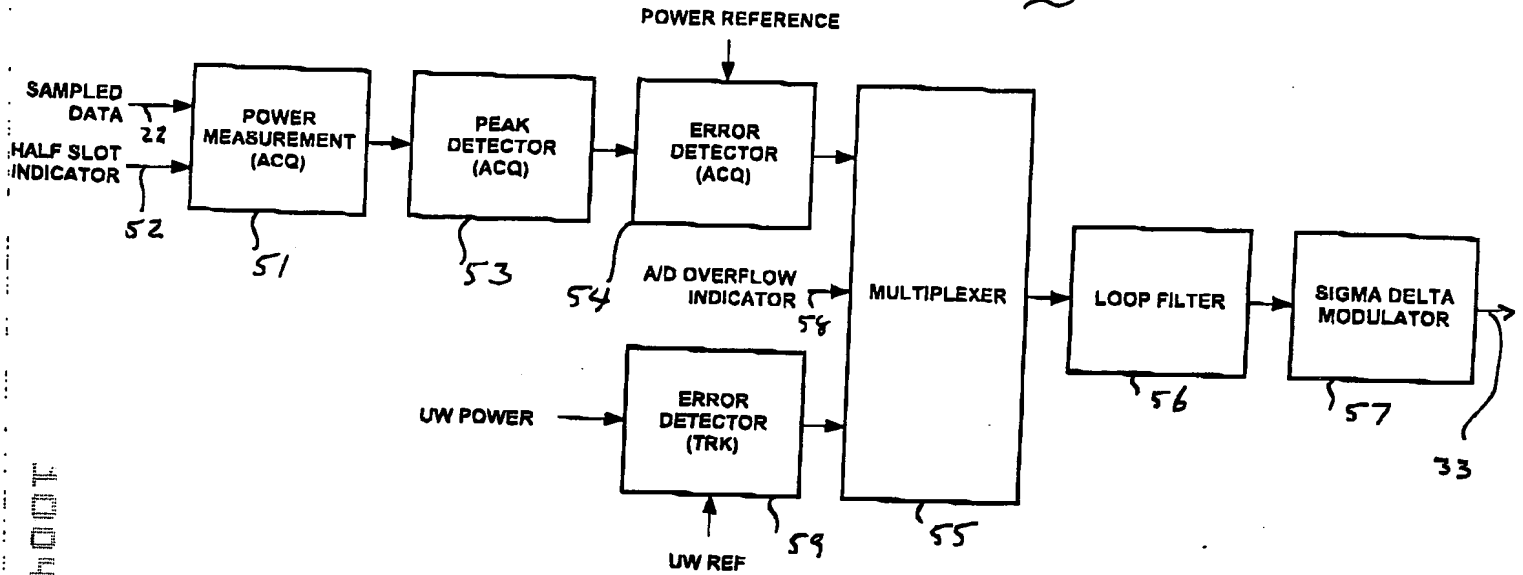 POWER REFERENCE
SAMPLED
DATA
22
HALF SLOT
INDICATOR
52
POWER
MEASUREMENT
(ACQ)
51
PEAK
DETECTOR
(ACQ)
53
ERROR
DETECTOR
(ACQ)
54
A/D OVERFLOW
INDICATOR
58
UW POWER
ERROR
DETECTOR
(TRK)
59
UW REF
MULTIPLEXER
55
LOOP FILTER
56
SIGMA DELTA
MODULATOR
57
33